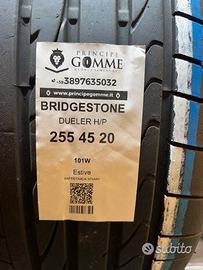 PRINCIPE
GOMME
+39 3897635032
www.principegomme.it
BRIDGESTONE
DUELER H/P
255 45 20
101W
Estive
subito